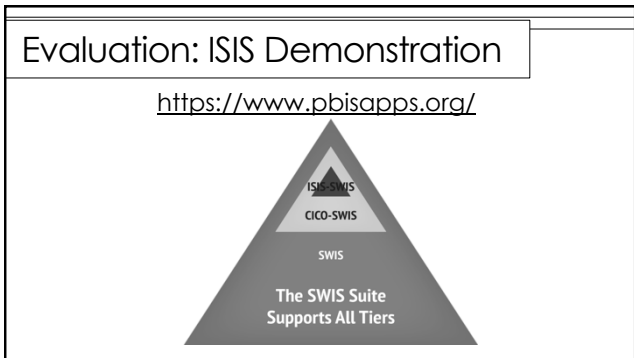 Evaluation: ISIS Demonstration
https://www.pbisapps.org/
ISIS-SWIS
CICO-SWIS
SWIS
The SWIS Suite
Supports All Tiers